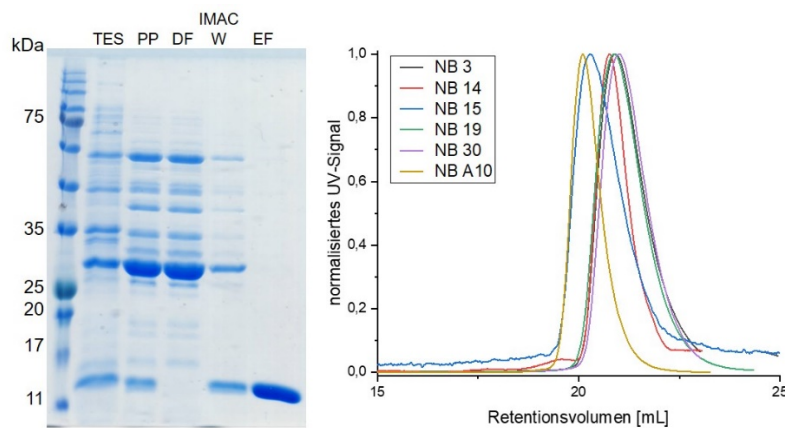 IMAC
kDa TES PP DF W EF
75
35
25
20
17
11
NB 3
NB 14
NB 15
NB 19
NB 30
NB A10
1,0
0,8
0,6
0,4
0,2
0,0
normalisiertes UV-Signal
15 20 25
Retentionsvolumen [mL]